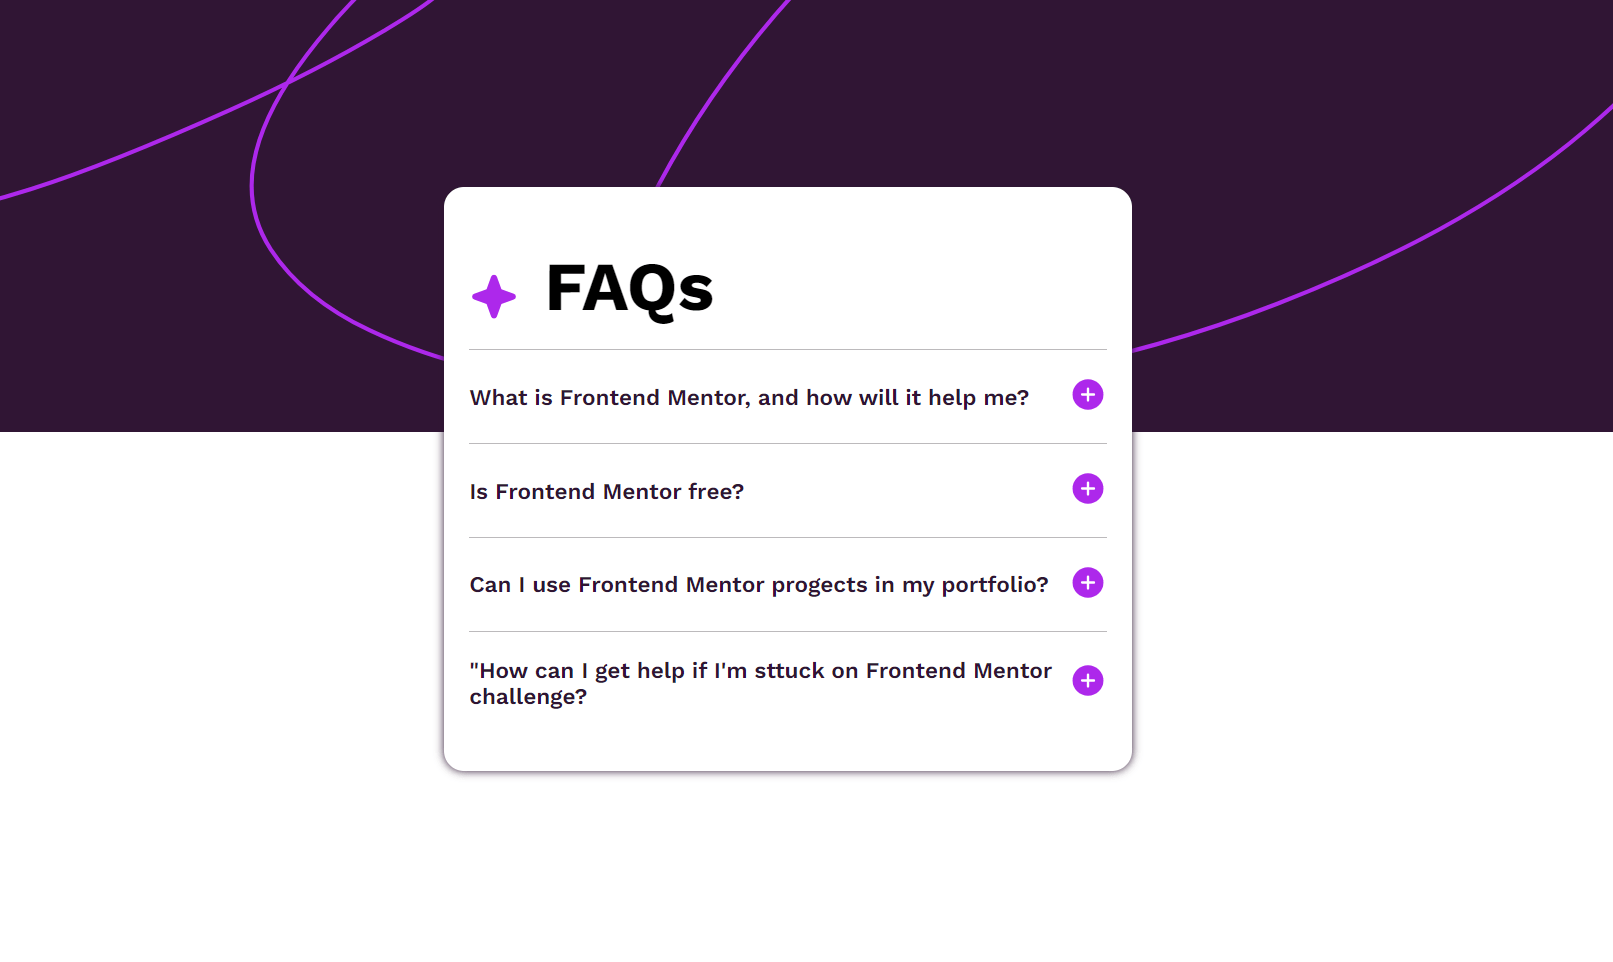 FAQs
What is Frontend Mentor, and how will it help me?
Is Frontend Mentor free?
Can I use Frontend Mentor progects in my portfolio?
"How can I get help if I'm sttuck on Frontend Mentor
challenge?